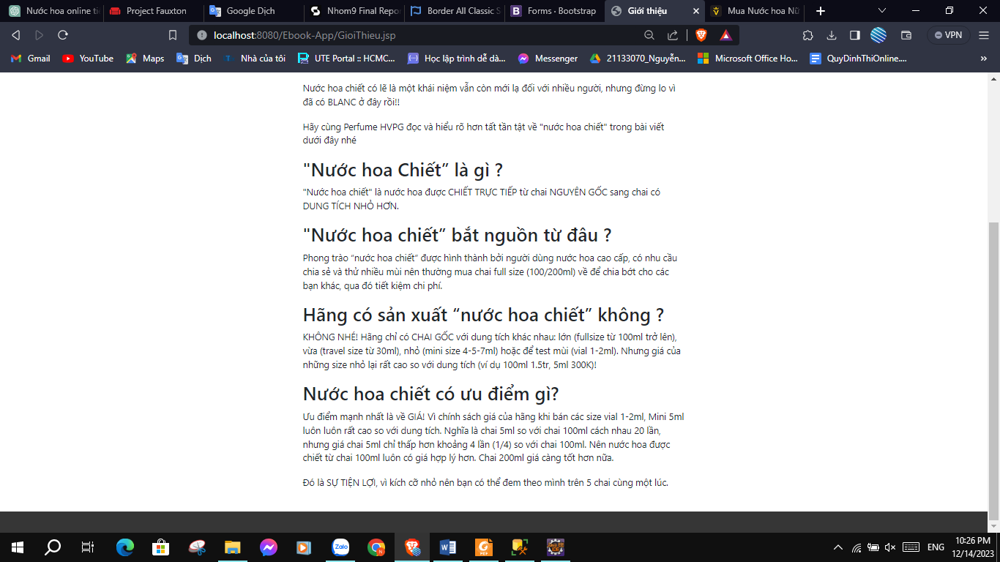 Nước hoa online ti
Project Fauxton
Google Dịch
Nhom9 Final Repor
Border All Classic S
Forms · Bootstrap
Giới thiệu
Mua Nước hoa Nữ
localhost:8080/Ebook-App/GioiThieu.jsp
VPN
Gmail
YouTube
Maps
Dịch
Nhà của tôi
UTE Portal :: HCMC...
Học lập trình dễ dà...
Messenger
21133070_Nguyễn...
Microsoft Office Ho...
QuyDinhThiOnline....
Nước hoa chiết có lẽ là một khái niệm vẫn còn mới lạ đối với nhiều người, nhưng đừng lo vì
đã có BLANC ở đây rồi!!
Hãy cùng Perfume HVPG đọc và hiểu rõ hơn tất tần tật về "nước hoa chiết" trong bài viết
dưới đây nhé
"Nước hoa Chiết” là gì ?
"Nước hoa chiết" là nước hoa được CHIẾT TRỰC TIẾP từ chai NGUYÊN GỐC sang chai có
DUNG TÍCH NHỎ HƠN.
"Nước hoa chiết” bắt nguồn từ đâu ?
Phong trào “nước hoa chiết” được hình thành bởi người dùng nước hoa cao cấp, có nhu cầu
chia sẻ và thử nhiều mùi nên thường mua chai full size (100/200ml) về để chia bớt cho các
bạn khác, qua đó tiết kiệm chi phí.
Hãng có sản xuất “nước hoa chiết” không ?
KHÔNG NHÉ! Hãng chỉ có CHAI GỐC với dung tích khác nhau: lớn (fullsize từ 100ml trở lên),
vừa (travel size từ 30ml), nhỏ (mini size 4-5-7ml) hoặc để test mùi (vial 1-2ml). Nhưng giá của
những size nhỏ lại rất cao so với dung tích (ví dụ 100ml 1.5tr, 5ml 300K)!
Nước hoa chiết có ưu điểm gì?
Ưu điểm mạnh nhất là về GIÁ! Vì chính sách giá của hãng khi bán các size vial 1-2ml, Mini 5ml
luôn luôn rất cao so với dung tích. Nghĩa là chai 5ml so với chai 100ml cách nhau 20 lần,
nhưng giá chai 5ml chỉ thấp hơn khoảng 4 lần (1/4) so với chai 100ml. Nên nước hoa được
chiết từ chai 100ml luôn có giá hợp lý hơn. Chai 200ml giá càng tốt hơn nữa.
Đó là SỰ TIỆN LỢI, vì kích cỡ nhỏ nên bạn có thể đem theo mình trên 5 chai cùng một lúc.
Zalo
ENG
10:26 PM
12/14/2023